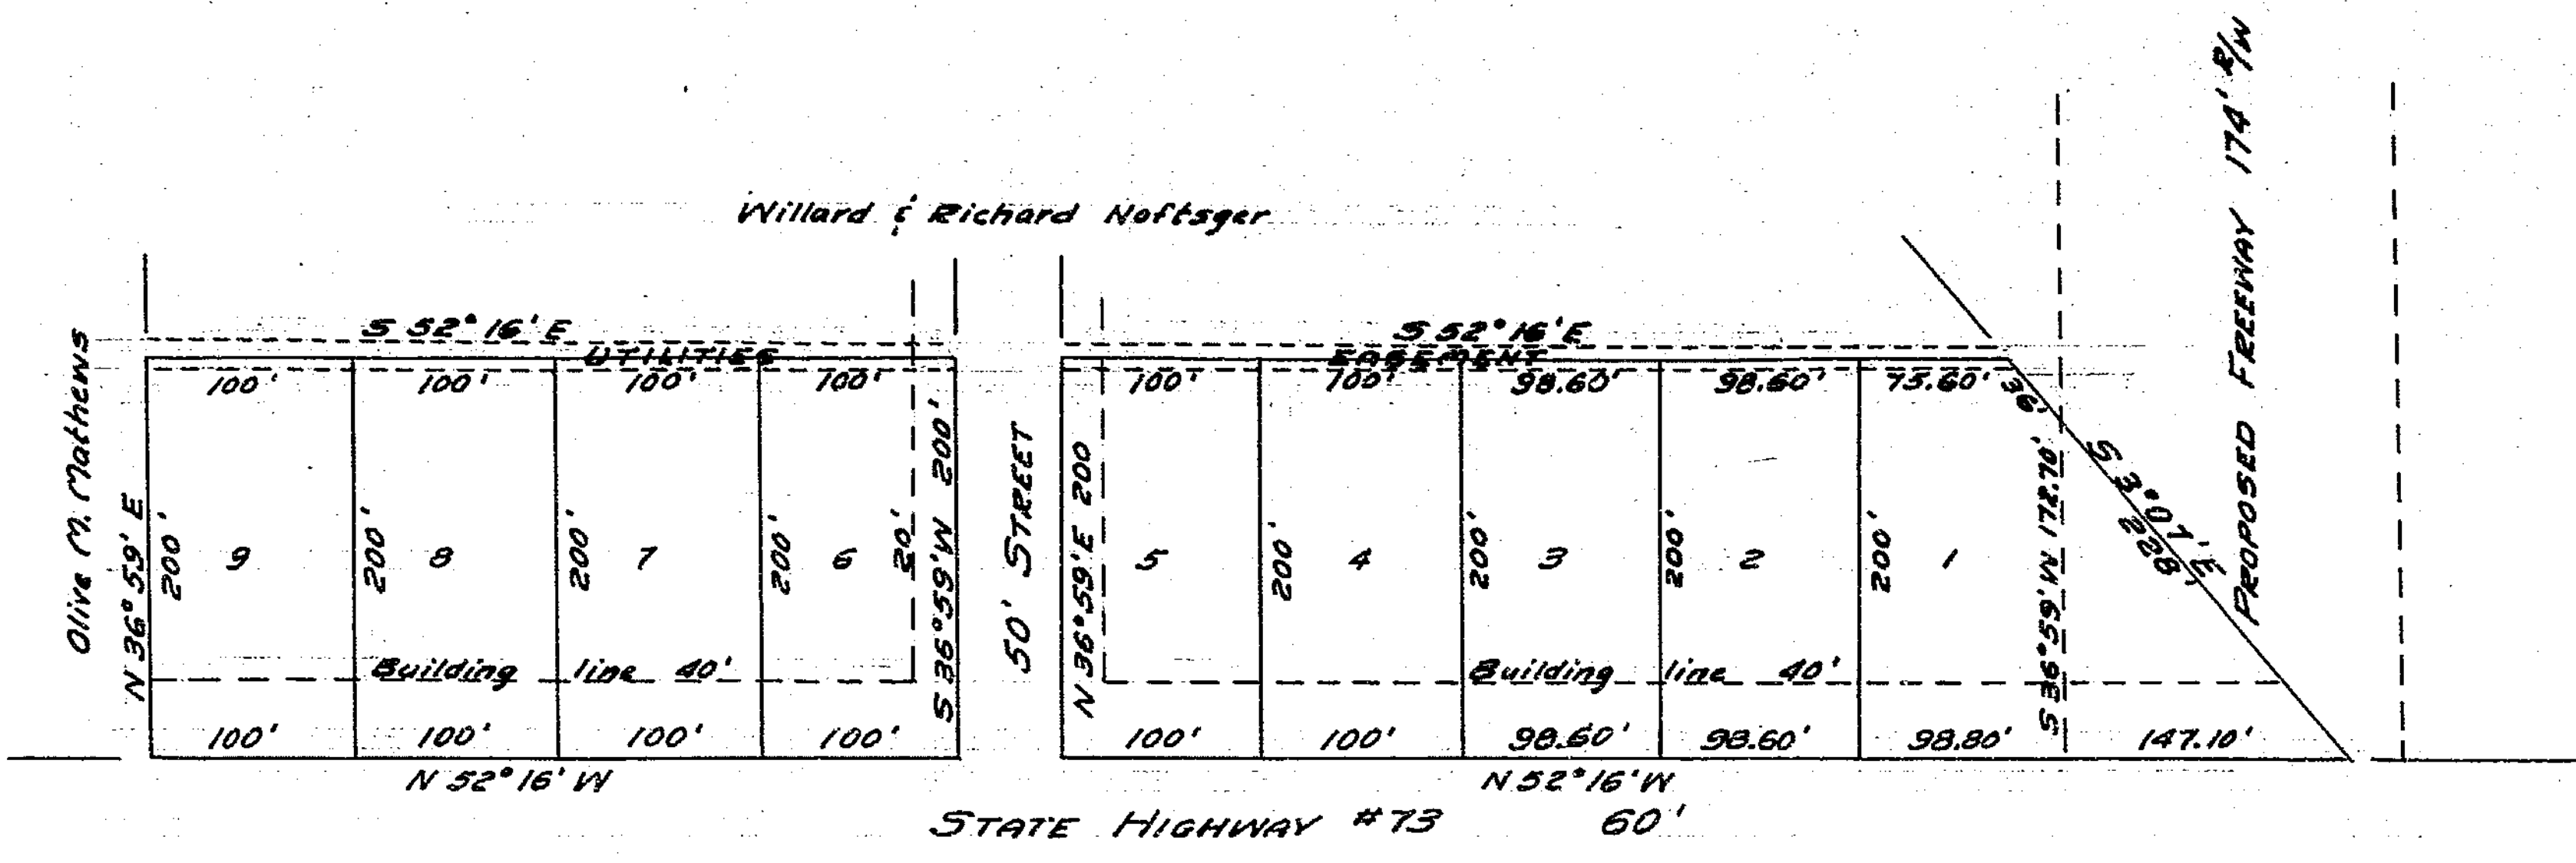 Willard & Richard Noftsger
PROPOSED FREEWAY 174' R/W
Olive M. Mathews
N 36° 59' E
S 52° 16' E
UTILITIES
S 52° 16' E
EASEMENT
100' 100' 100' 100'
100' 100' 98.60' 98.60' 75.60' 36'
200' 9 200' 8 200' 7 200' 6 20'
S 36° 59' W 200'
50' STREET
N 36° 59' E 200
5 200' 4 200' 3 200' 2 200' 1
S 36° 59' W 172.70'
S 3° 07' E
228'
Building line 40'
Building line 40'
100' 100' 100' 100'
100' 100' 98.60' 98.60' 98.80' 147.10'
N 52° 16' W
N 52° 16' W
STATE HIGHWAY #73 60'